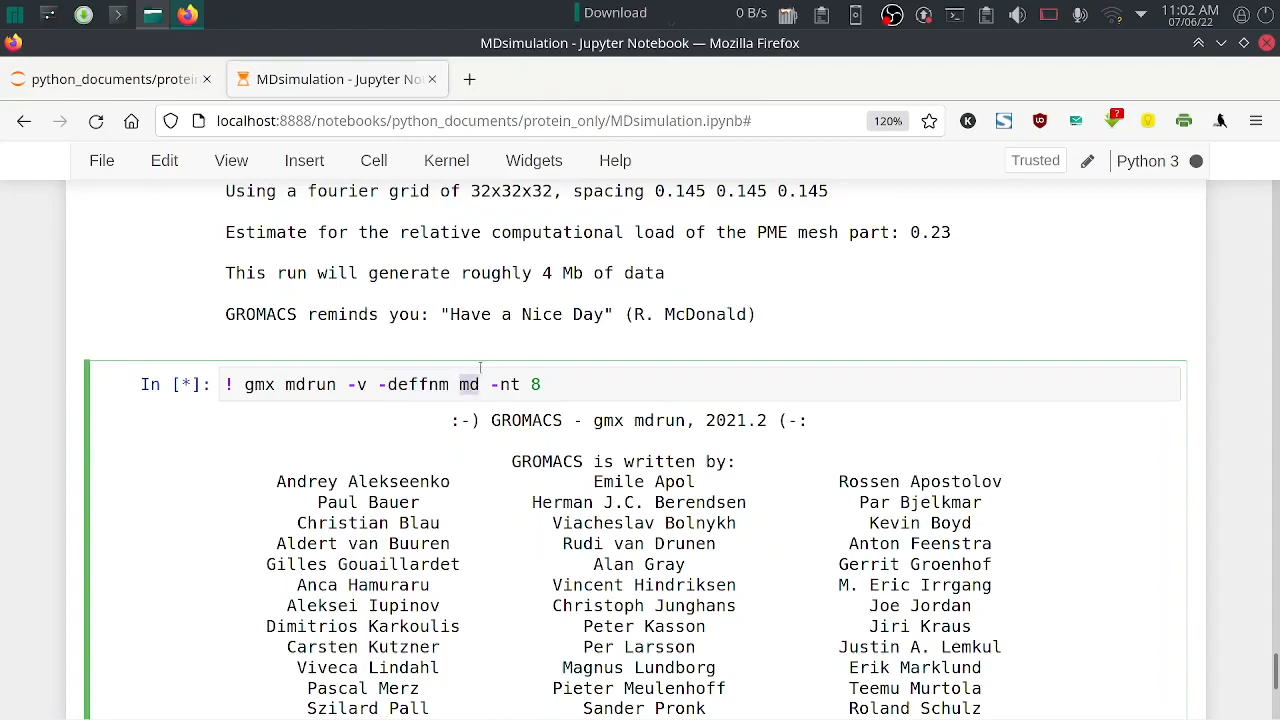 Download
0 B/s
11:02 AM
07/06/22
MDsimulation - Jupyter Notebook — Mozilla Firefox
python_documents/protein
MDsimulation - Jupyter No
localhost:8888/notebooks/python_documents/protein_only/MDsimulation.ipynb#
120%
File Edit View Insert Cell Kernel Widgets Help
Trusted
Python 3
Using a fourier grid of 32x32x32, spacing 0.145 0.145 0.145
Estimate for the relative computational load of the PME mesh part: 0.23
This run will generate roughly 4 Mb of data
GROMACS reminds you: "Have a Nice Day" (R. McDonald)
In [*]: ! gmx mdrun -v -deffnm md -nt 8
:-) GROMACS - gmx mdrun, 2021.2 (-:
GROMACS is written by:
Andrey Alekseenko Emile Apol Rossen Apostolov
Paul Bauer Herman J.C. Berendsen Par Bjelkmar
Christian Blau Viacheslav Bolnykh Kevin Boyd
Aldert van Buuren Rudi van Drunen Anton Feenstra
Gilles Gouaillardet Alan Gray Gerrit Groenhof
Anca Hamuraru Vincent Hindriksen M. Eric Irrgang
Aleksei Iupinov Christoph Junghans Joe Jordan
Dimitrios Karkoulis Peter Kasson Jiri Kraus
Carsten Kutzner Per Larsson Justin A. Lemkul
Viveca Lindahl Magnus Lundborg Erik Marklund
Pascal Merz Pieter Meulenhoff Teemu Murtola
Szilard Pall Sander Pronk Roland Schulz